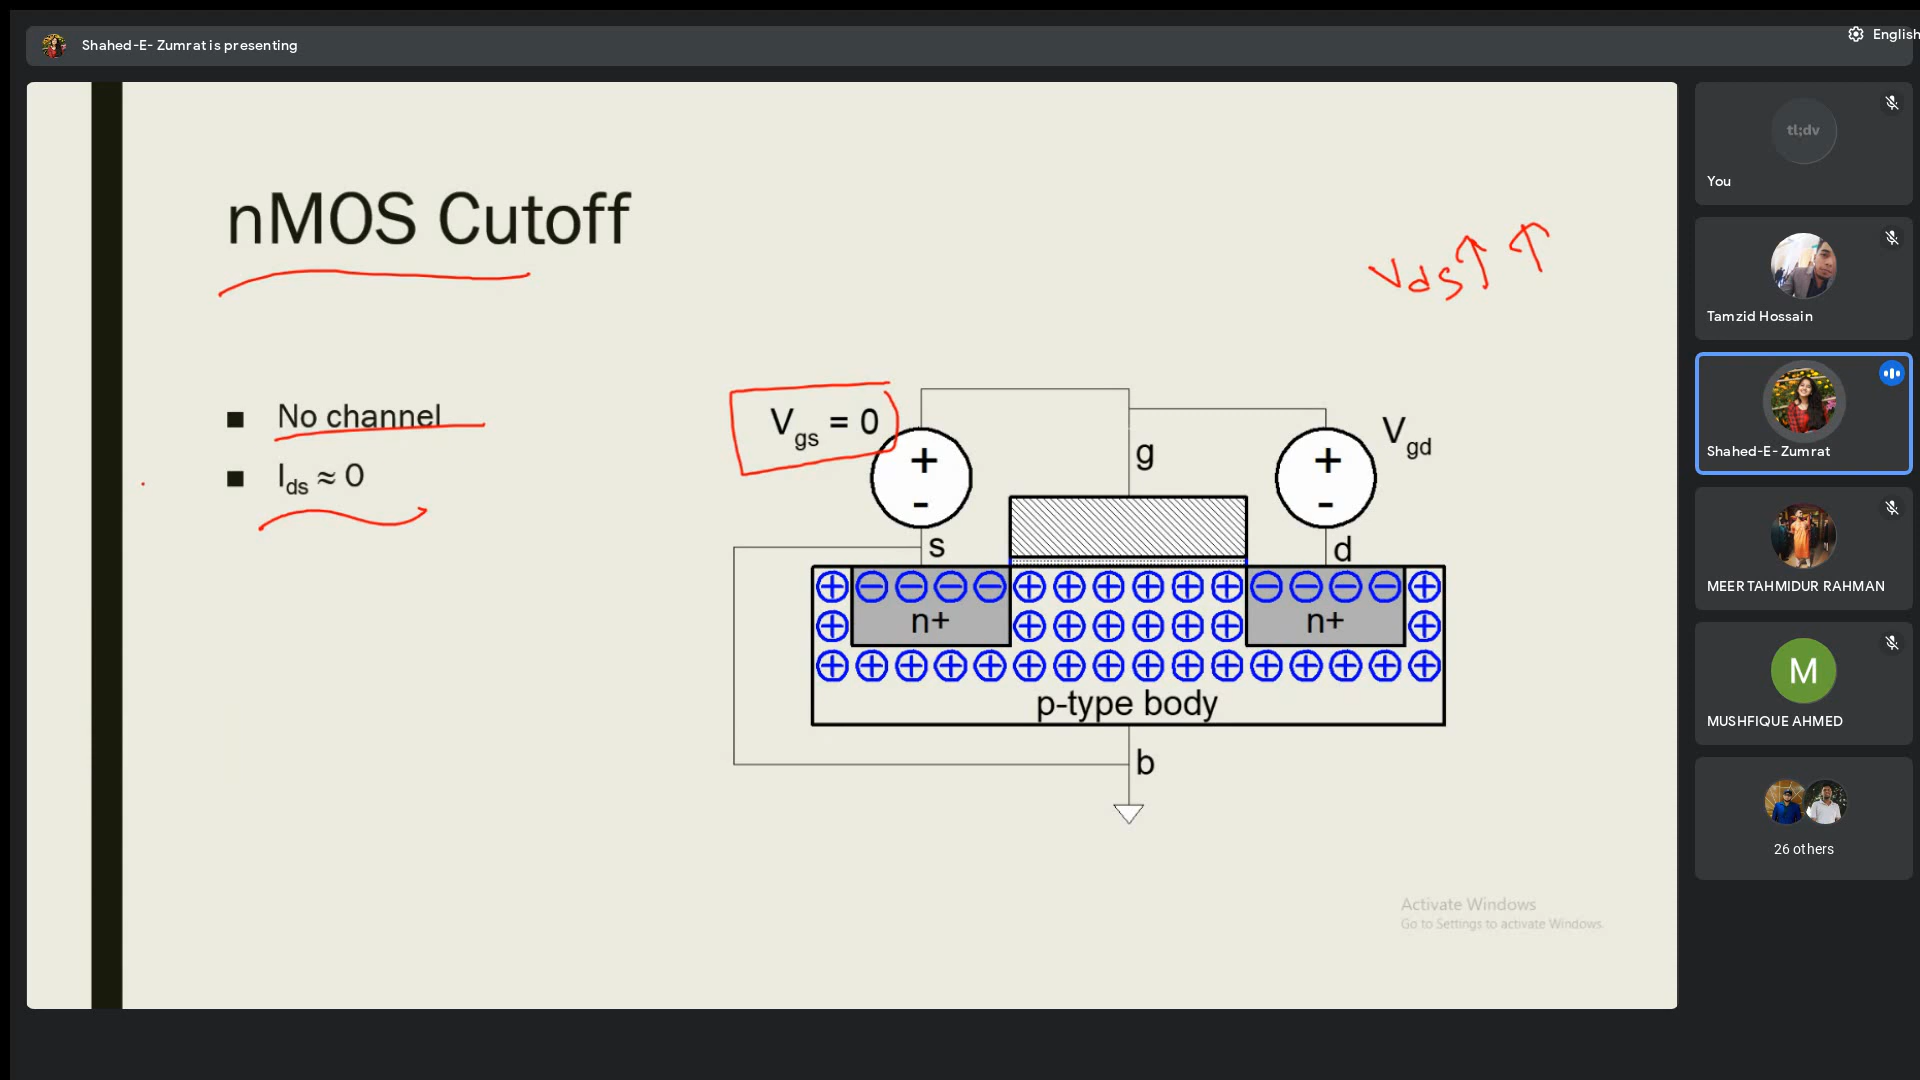 Shahed-E- Zumrat is presenting
English
nMOS Cutoff
Vds↑ ↑
■ No channel
■ Ids ≈ 0
Vgs = 0
+
-
g
+
-
Vgd
s
d
n+
n+
p-type body
b
Activate Windows
Go to Settings to activate Windows.
tl;dv
You
Tamzid Hossain
Shahed-E- Zumrat
MEER TAHMIDUR RAHMAN
M
MUSHFIQUE AHMED
26 others